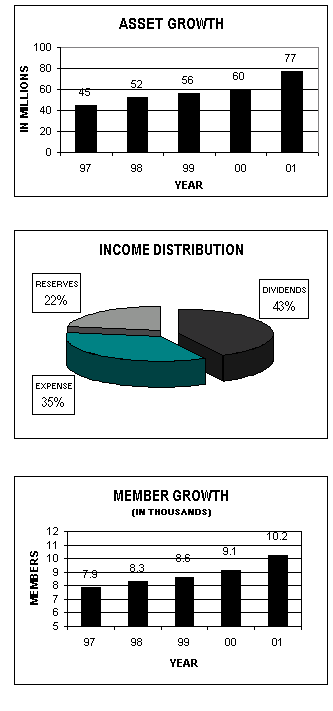 ASSET GROWTH
IN MILLIONS
100
80
60
40
20
0
45
52
56
60
77
97 98 99 00 01
YEAR
INCOME DISTRIBUTION
RESERVES
22%
DIVIDENDS
43%
EXPENSE
35%
MEMBER GROWTH
(IN THOUSANDS)
MEMBERS
12
11
10
9
8
7
6
5
7.9
8.3
8.6
9.1
10.2
97 98 99 00 01
YEAR